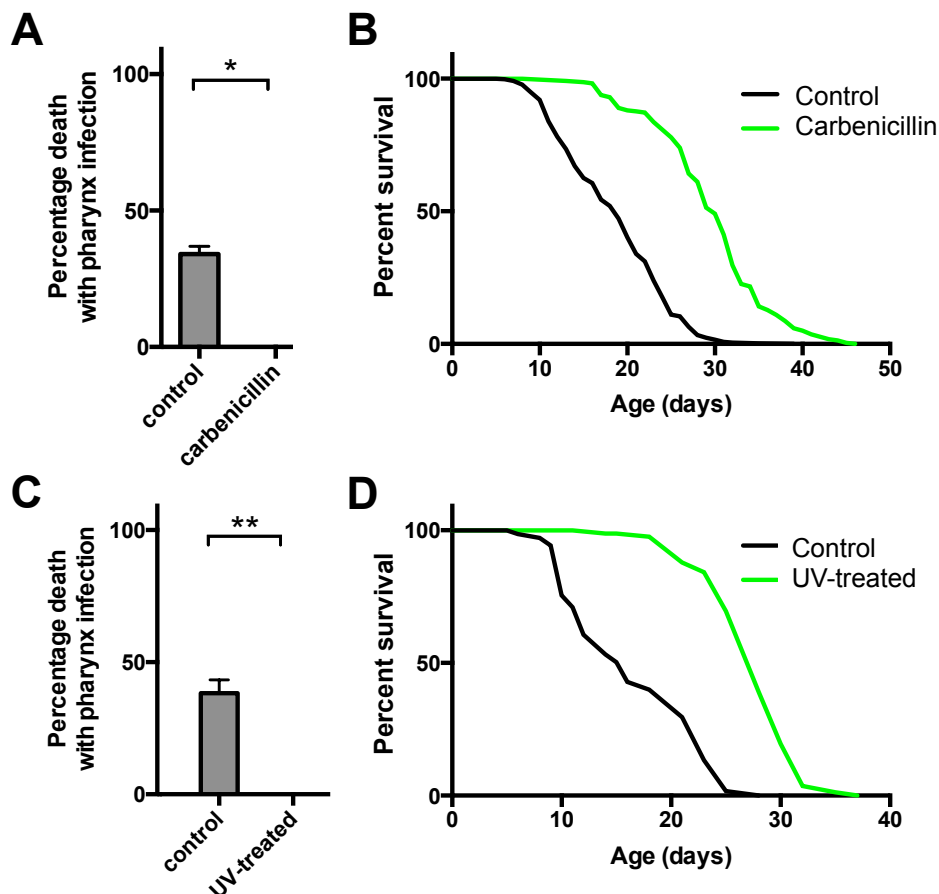 A
Percentage death
with pharynx infection
100
50
0
*
control
carbenicillin
B
Percent survival
100
50
0
0 10 20 30 40 50
Age (days)
Control
Carbenicillin
C
Percentage death
with pharynx infection
100
50
0
**
control
UV-treated
D
Percent survival
100
50
0
0 10 20 30 40
Age (days)
Control
UV-treated